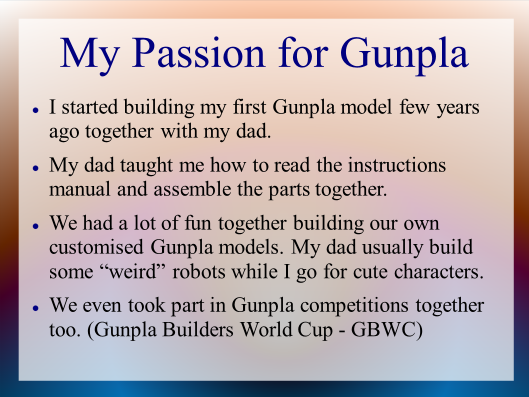 My Passion for Gunpla
I started building my first Gunpla model few years
ago together with my dad.
My dad taught me how to read the instructions
manual and assemble the parts together.
We had a lot of fun together building our own
customised Gunpla models. My dad usually build
some “weird” robots while I go for cute characters.
We even took part in Gunpla competitions together
too. (Gunpla Builders World Cup - GBWC)